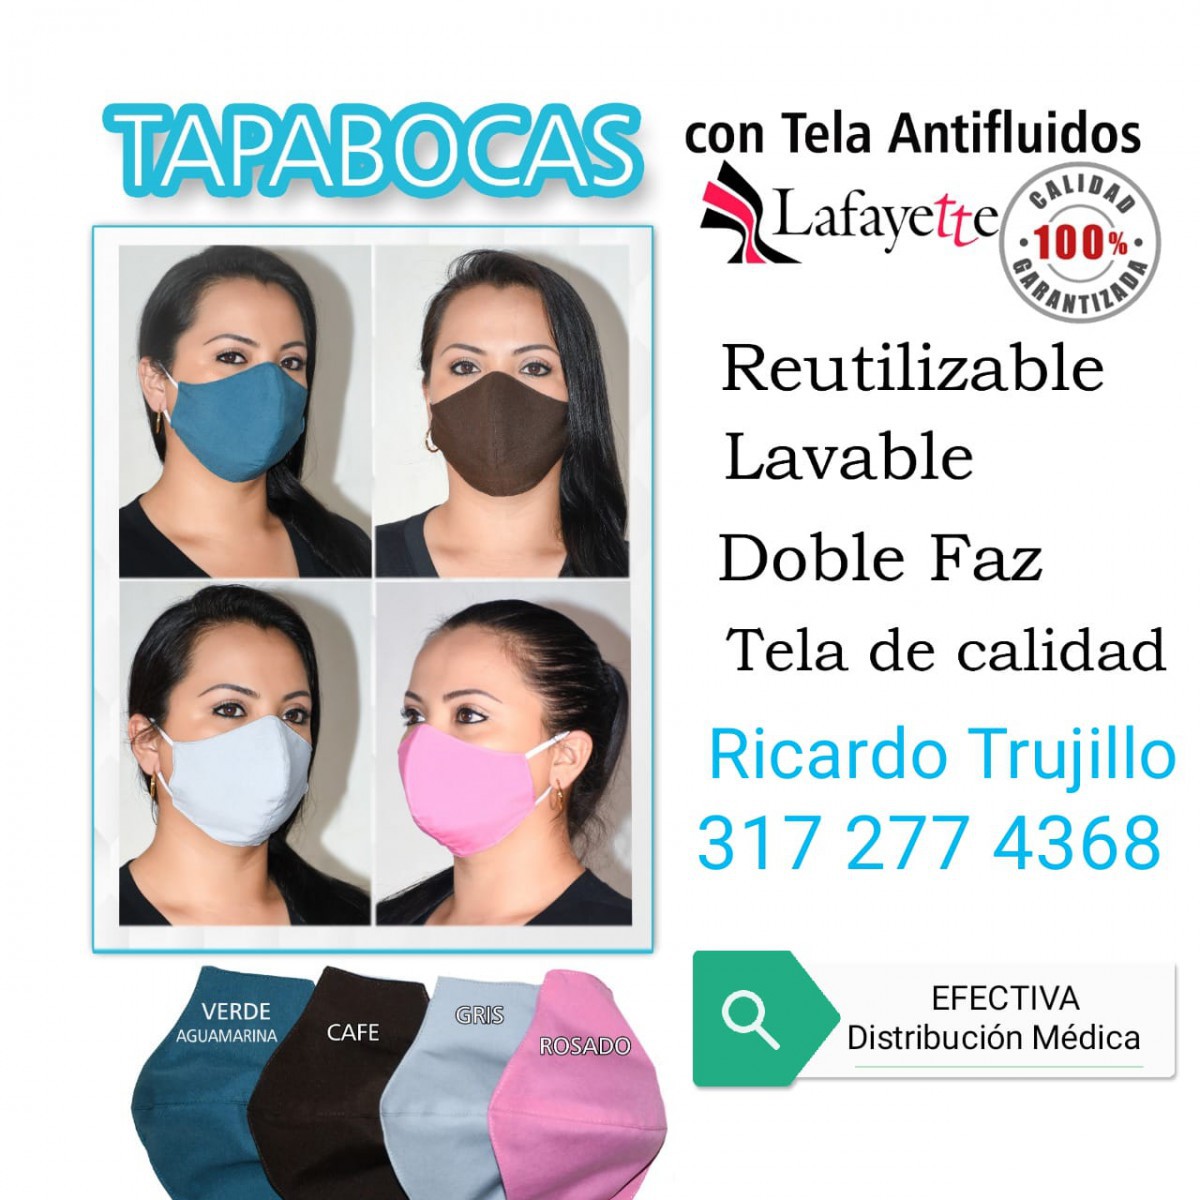 TAPABOCAS
con Tela Antifluidos
Lafayette
CALIDAD
100%
GARANTIZADA
Reutilizable
Lavable
Doble Faz
Tela de calidad
Ricardo Trujillo
317 277 4368
VERDE
AGUAMARINA
CAFE
GRIS
ROSADO
EFECTIVA
Distribución Médica